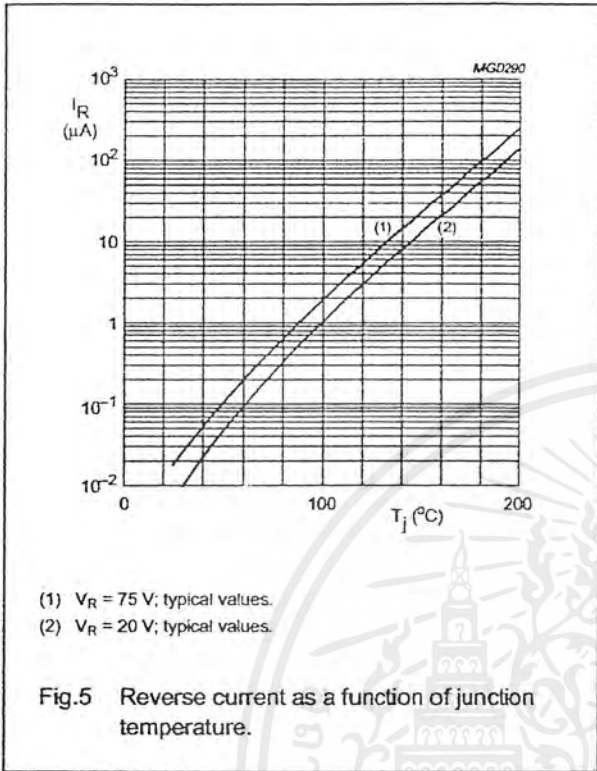 MGD290
10³
I_R
(μA)
10²
(1)
(2)
10
1
10⁻¹
10⁻²
0
100
200
T_j (°C)
(1) V_R = 75 V; typical values.
(2) V_R = 20 V; typical values.
Fig.5 Reverse current as a function of junction
temperature.